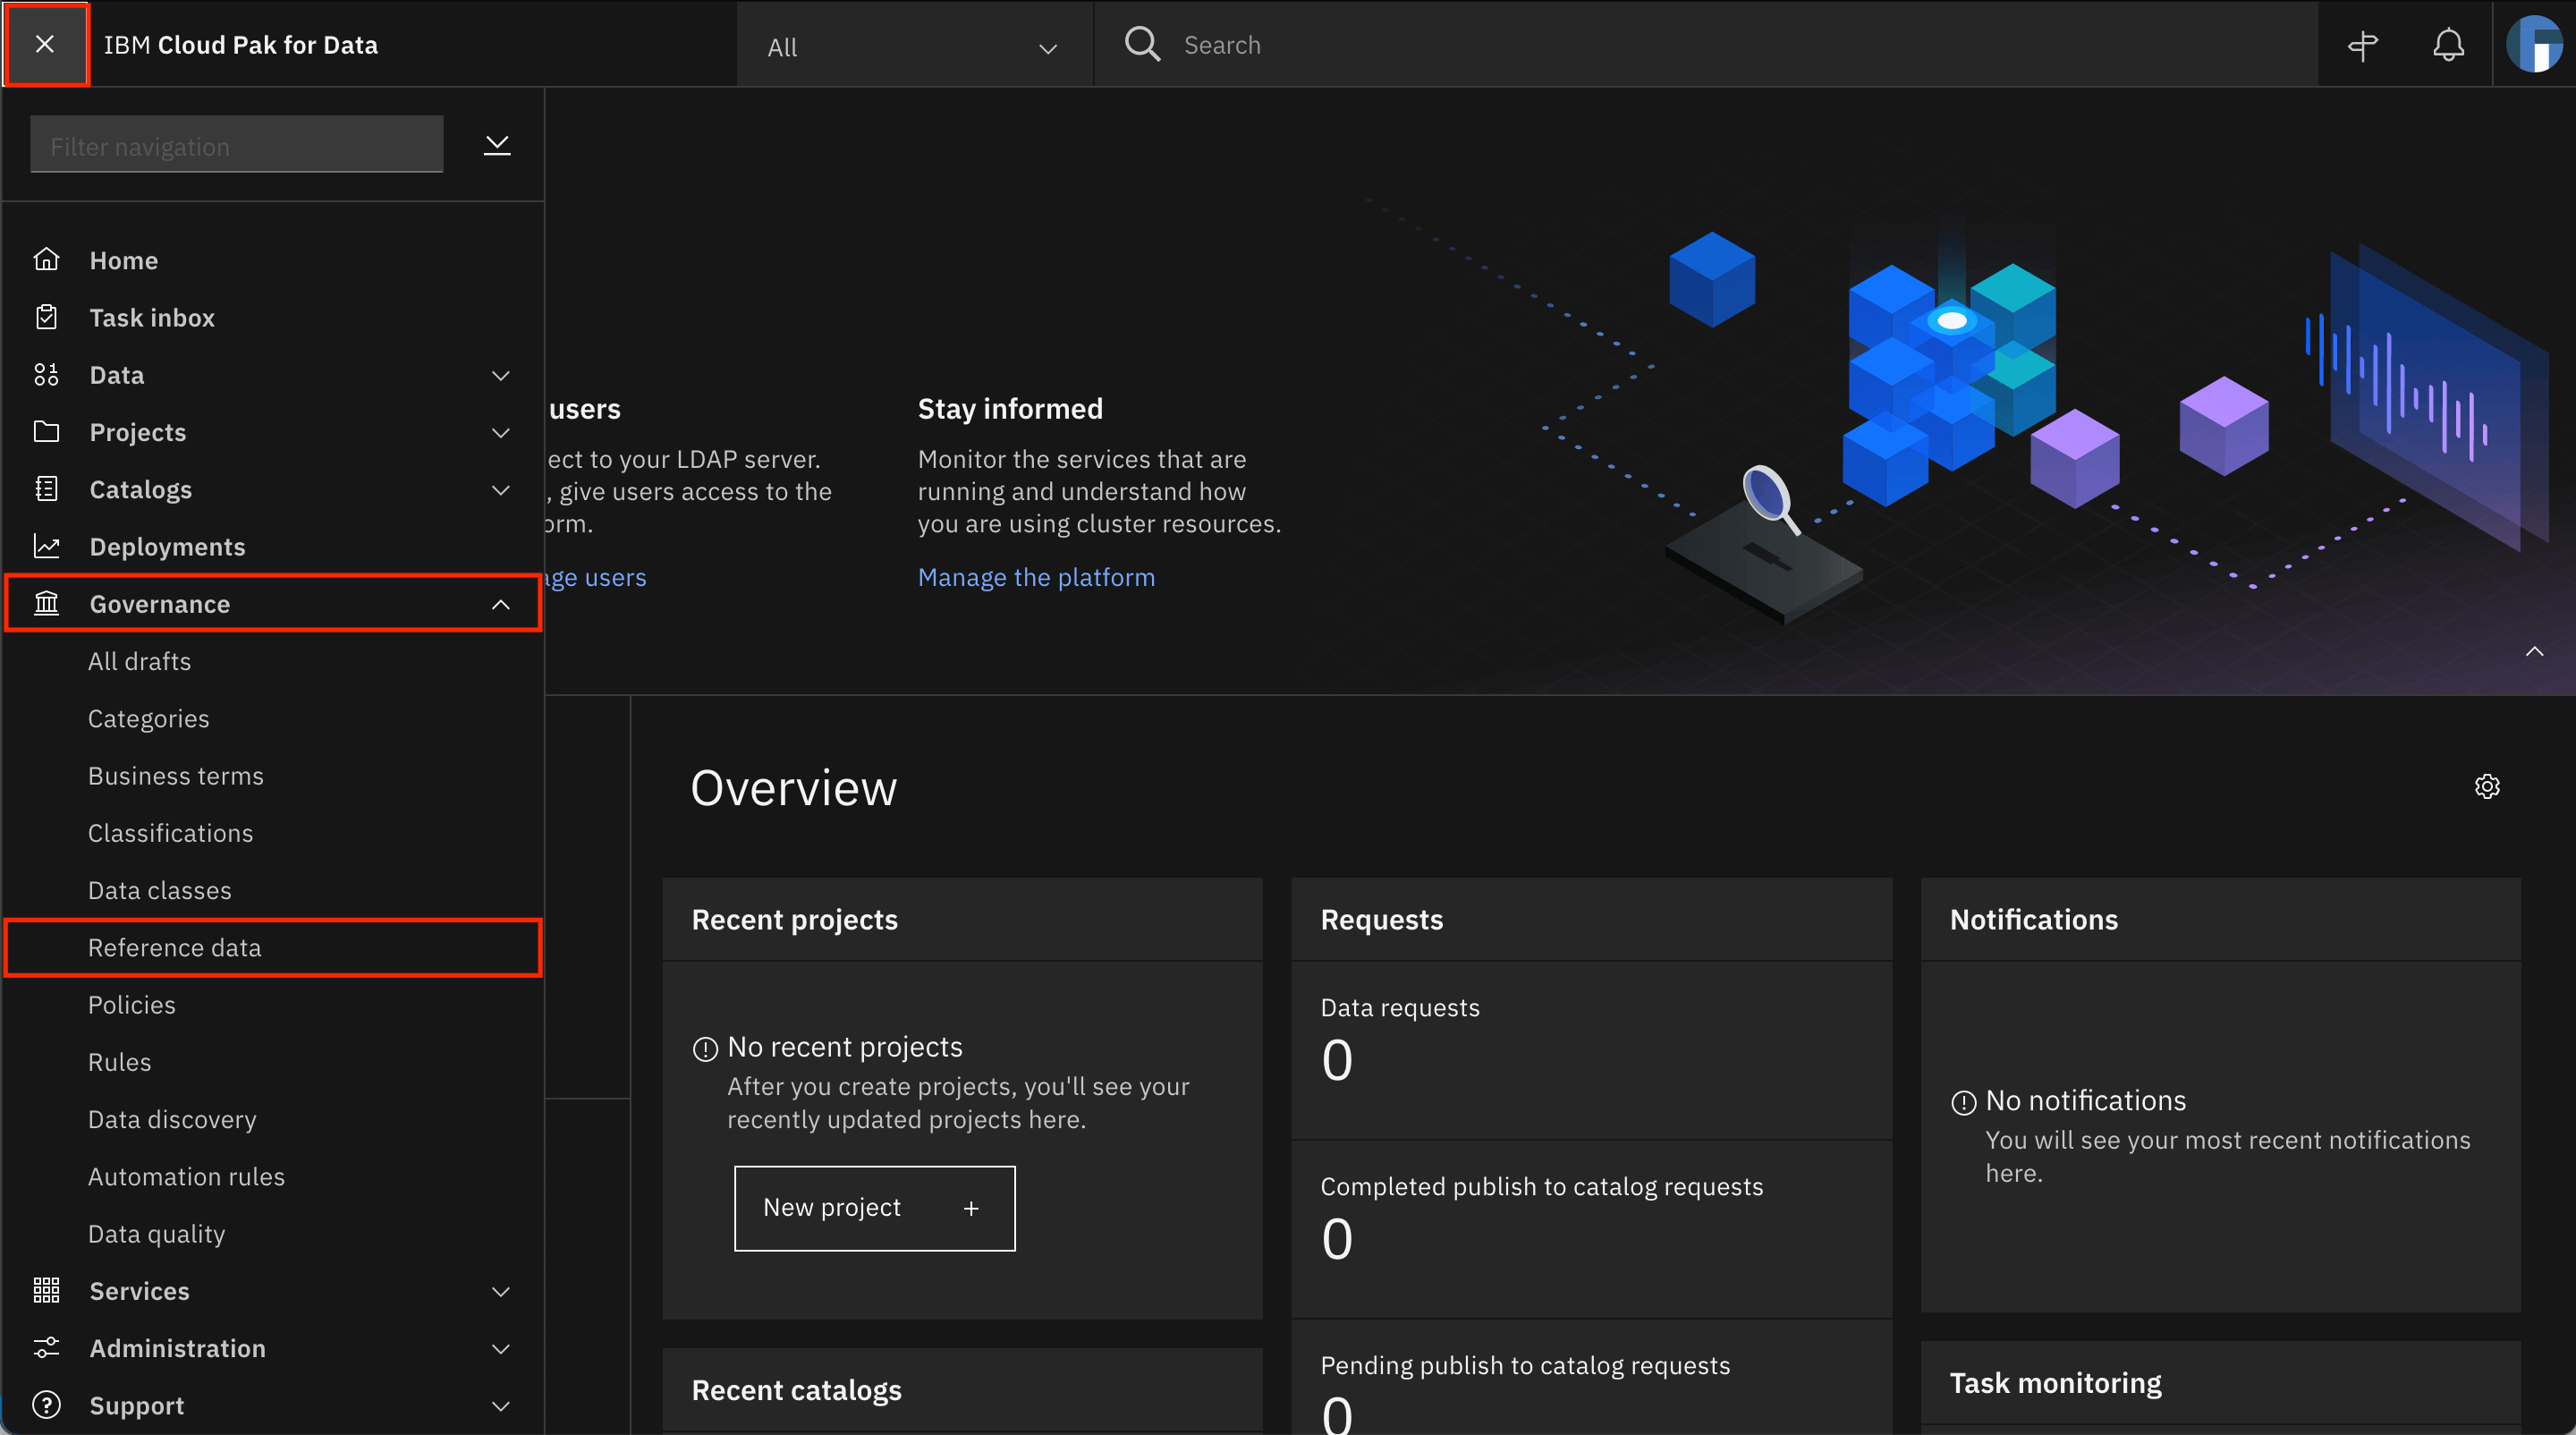 IBM Cloud Pak for Data
All
Search
Filter navigation
Home
Task inbox
Data
Projects
Catalogs
Deployments
Governance
All drafts
Categories
Business terms
Classifications
Data classes
Reference data
Policies
Rules
Data discovery
Automation rules
Data quality
Services
Administration
Support
users
ect to your LDAP server.
, give users access to the
orm.
age users
Stay informed
Monitor the services that are
running and understand how
you are using cluster resources.
Manage the platform
Overview
Recent projects
No recent projects
After you create projects, you'll see your
recently updated projects here.
New project +
Recent catalogs
Requests
Data requests
0
Completed publish to catalog requests
0
Pending publish to catalog requests
0
Notifications
No notifications
You will see your most recent notifications
here.
Task monitoring